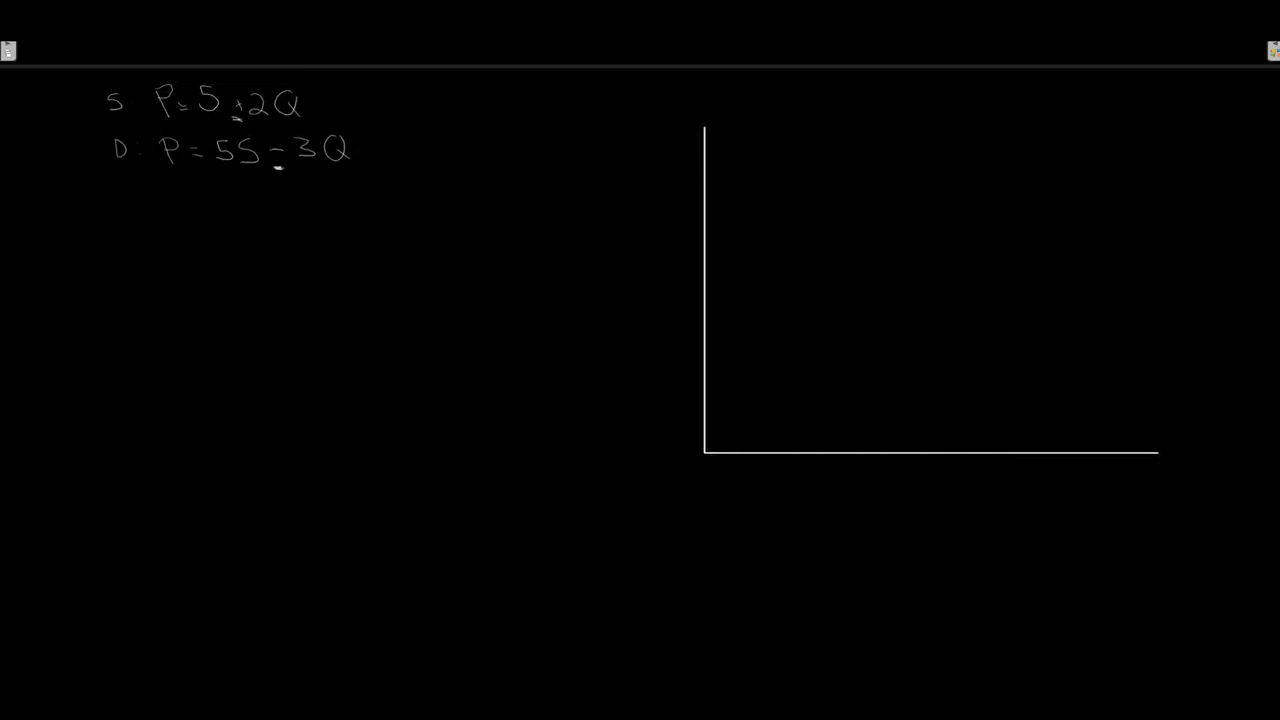 S P = 5 + 2Q
D: P = 55 - 3Q